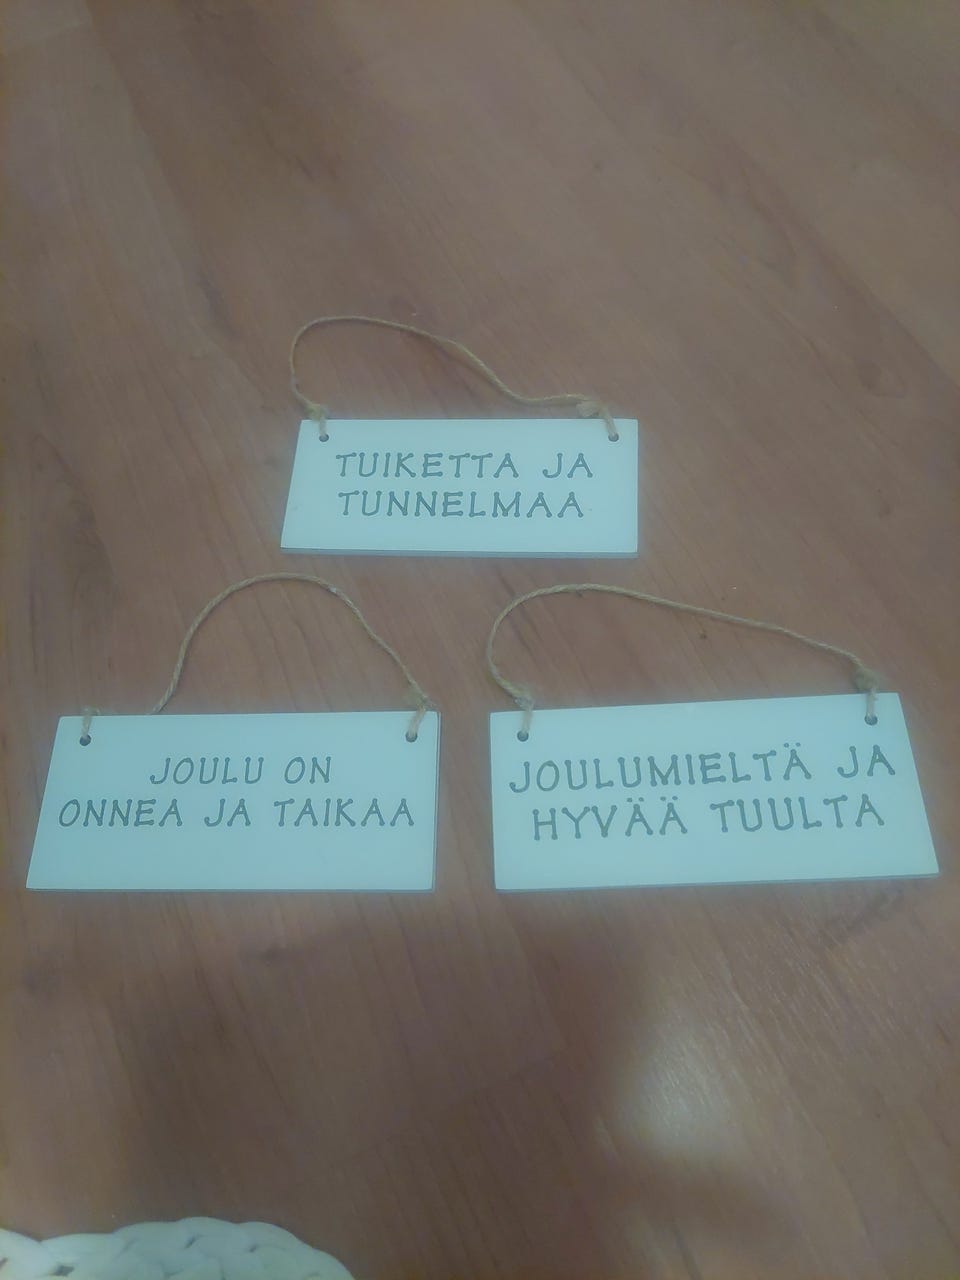 TUIKETTA JA
TUNNELMAA
JOULU ON
ONNEA JA TAIKAA
JOULUMIELTÄ JA
HYVÄÄ TUULTA